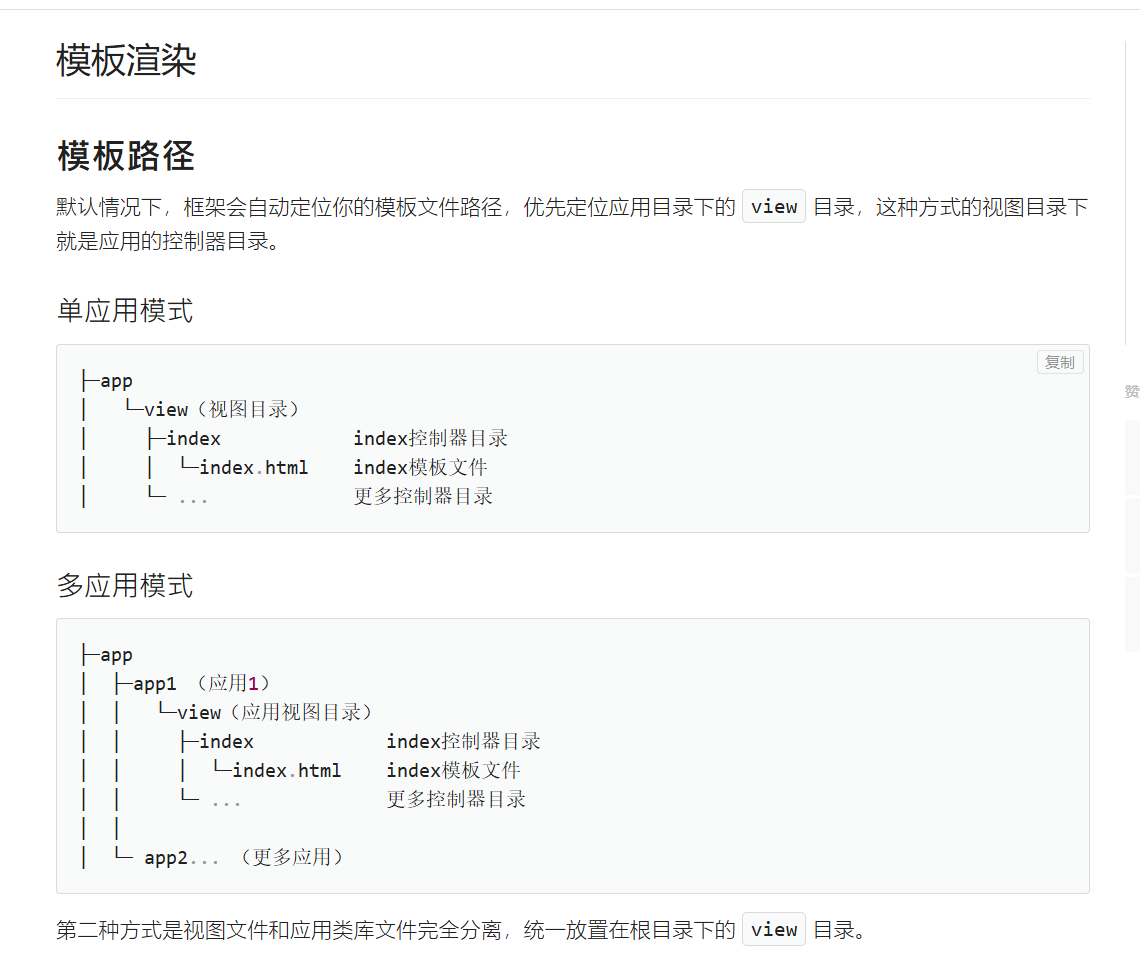 模板渲染
模板路径
默认情况下，框架会自动定位你的模板文件路径，优先定位应用目录下的 view 目录，这种方式的视图目录下
就是应用的控制器目录。
单应用模式
复制
├─app
│   └─view（视图目录）
│     ├─index            index控制器目录
│     │  └─index.html    index模板文件
│     └─ ...             更多控制器目录
赞
多应用模式
├─app
│  ├─app1 （应用1）
│  │   └─view（应用视图目录）
│  │     ├─index            index控制器目录
│  │     │  └─index.html    index模板文件
│  │     └─ ...             更多控制器目录
│  │
│  └─ app2... （更多应用）
第二种方式是视图文件和应用类库文件完全分离，统一放置在根目录下的 view 目录。